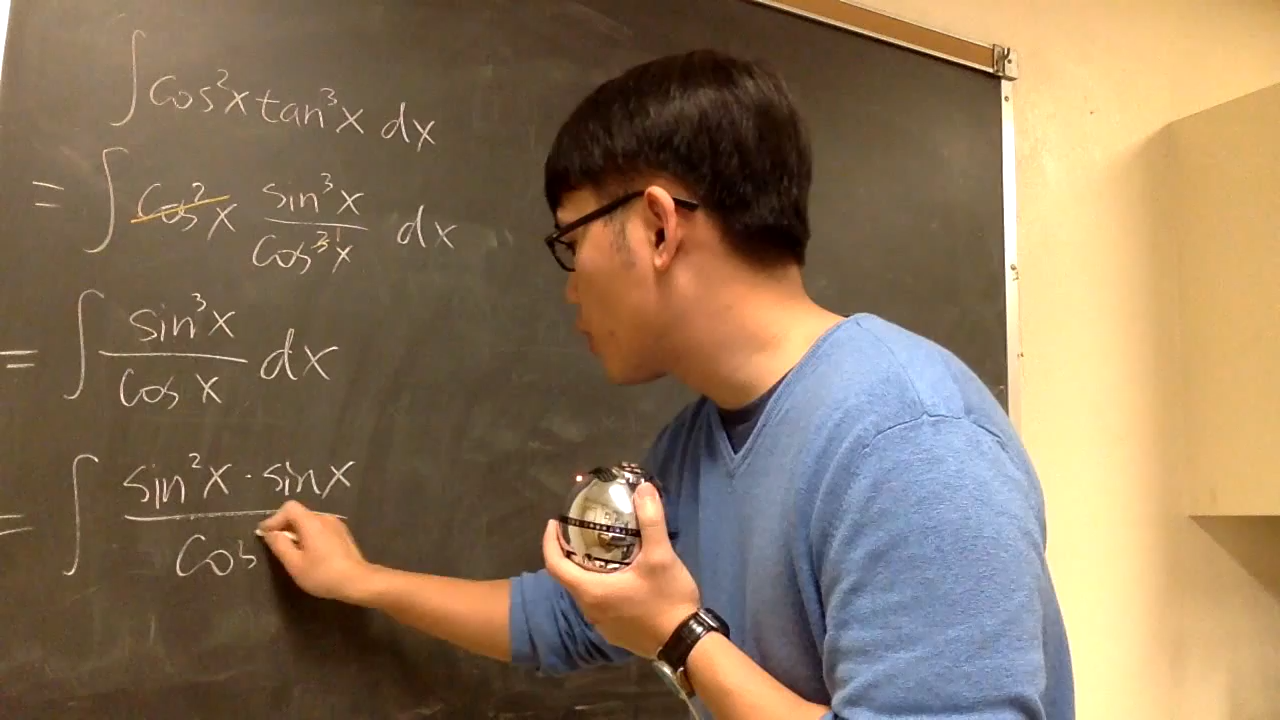 ∫ cos²x tan³x dx
= ∫ cos²x sin³x/cos³x dx
= ∫ sin³x/cos x dx
= ∫ sin²x · sin x/cos